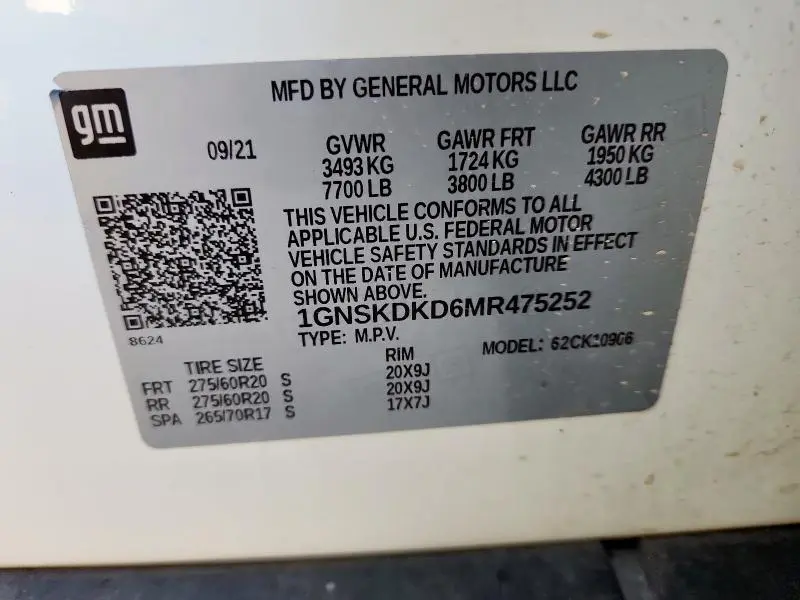 gm
MFD BY GENERAL MOTORS LLC
09/21
GVWR GAWR FRT GAWR RR
3493 KG 1724 KG 1950 KG
7700 LB 3800 LB 4300 LB
THIS VEHICLE CONFORMS TO ALL
APPLICABLE U.S. FEDERAL MOTOR
VEHICLE SAFETY STANDARDS IN EFFECT
ON THE DATE OF MANUFACTURE
SHOWN ABOVE.
1GNSKDKD6MR475252
8624
TYPE: M.P.V. MODEL:
TIRE SIZE RIM
FRT 275/60R20 S 20X9J
RR 275/60R20 S 20X9J
SPA 265/70R17 S 17X7J